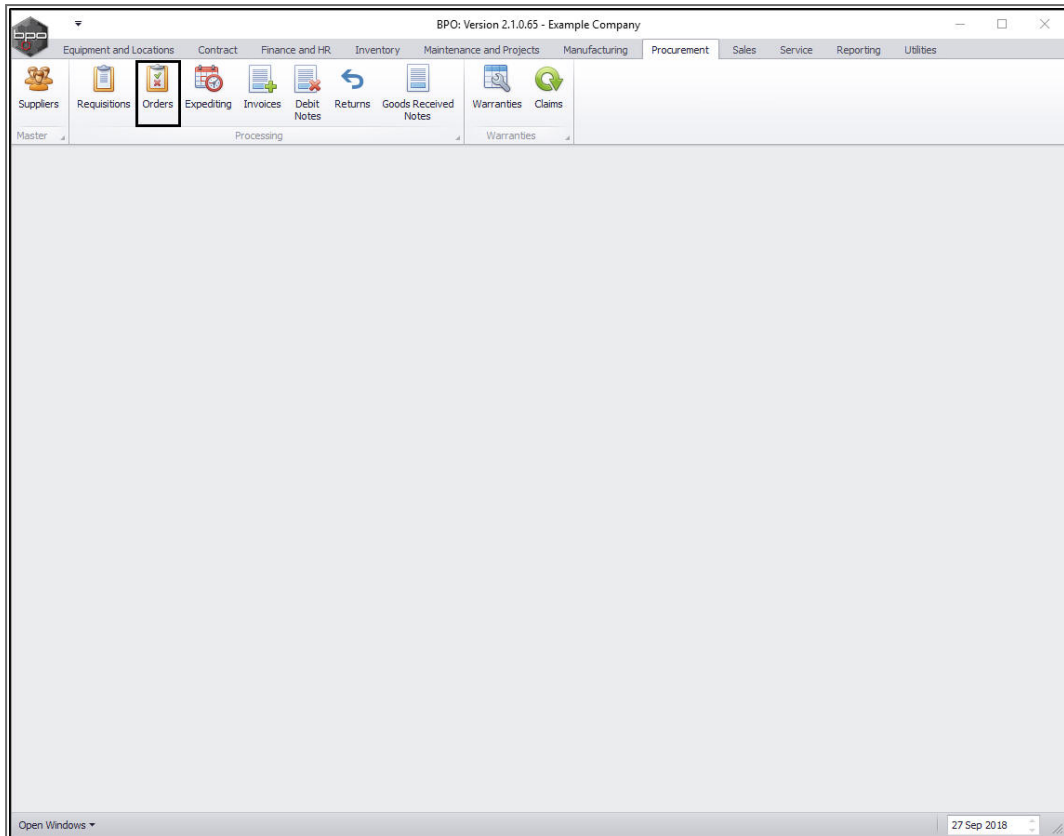 bpo
BPO: Version 2.1.0.65 - Example Company
Equipment and Locations Contract Finance and HR Inventory Maintenance and Projects Manufacturing Procurement Sales Service Reporting Utilities
Suppliers Requisitions Orders Expediting Invoices Debit Notes Returns Goods Received Notes Warranties Claims
Master Processing Warranties
Open Windows 27 Sep 2018